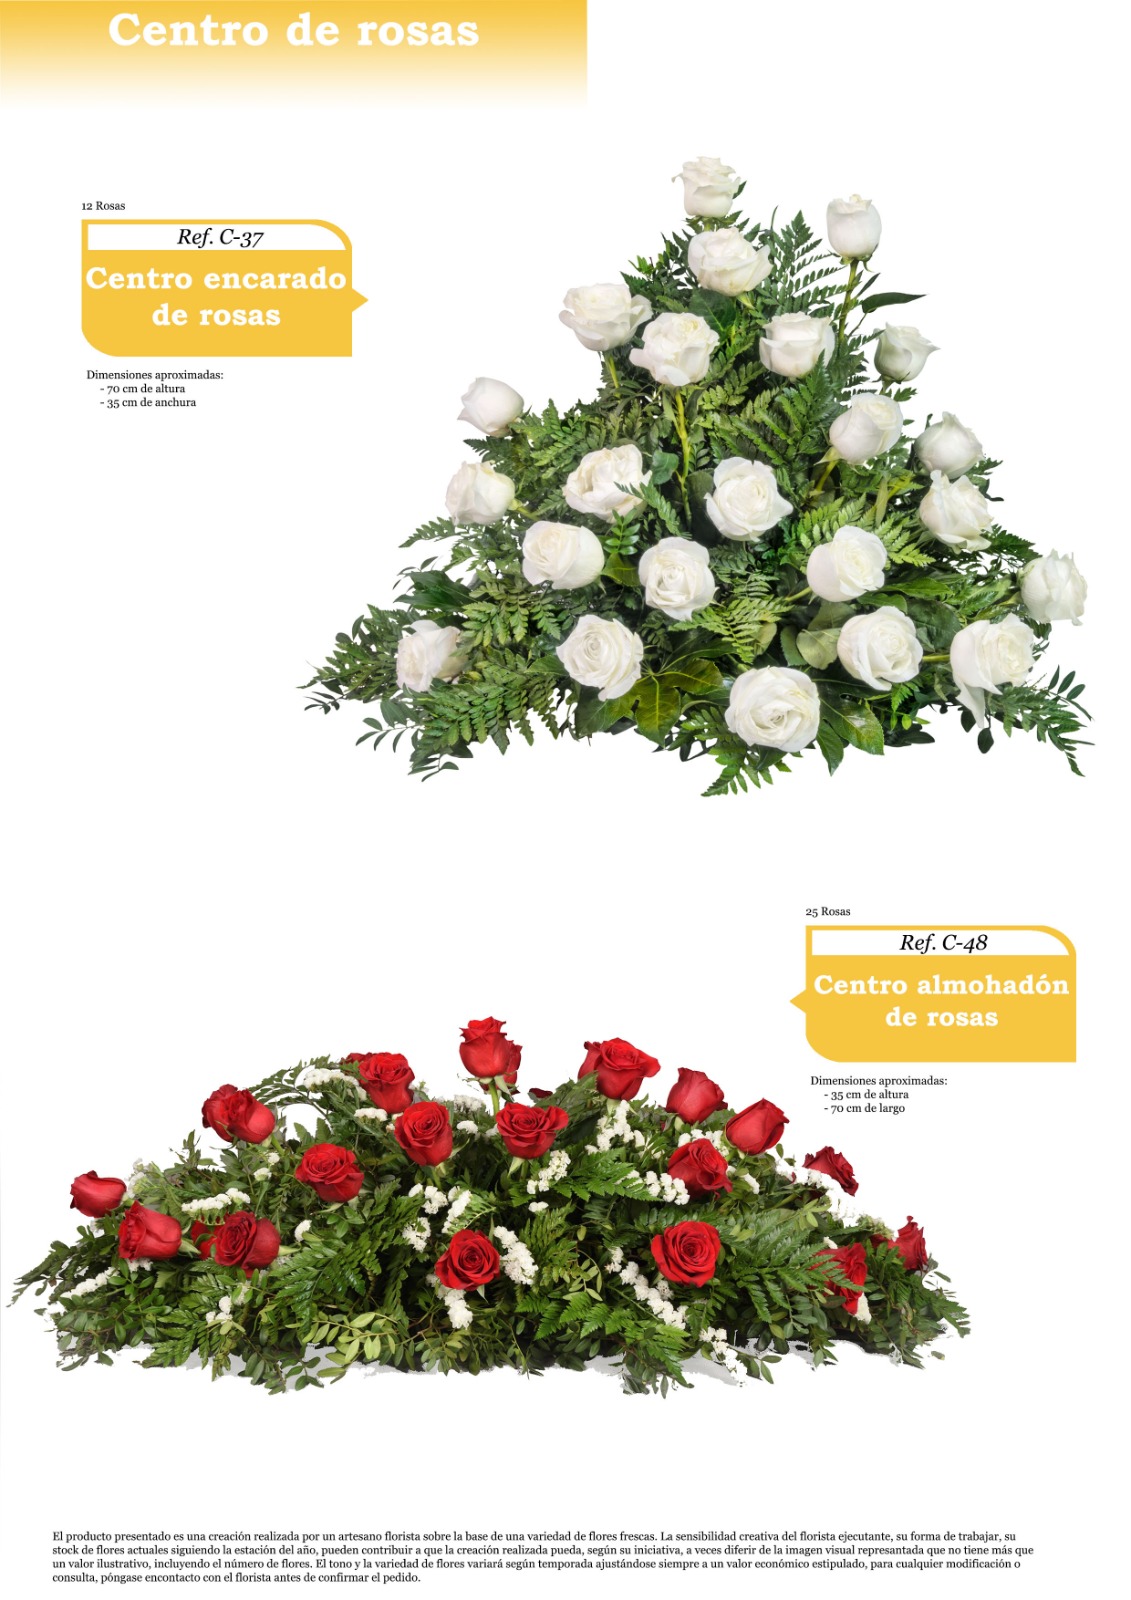 Centro de rosas
12 Rosas
Ref. C-37
Centro encarado
de rosas
Dimensiones aproximadas:
- 70 cm de altura
- 35 cm de anchura
25 Rosas
Ref. C-48
Centro almohadón
de rosas
Dimensiones aproximadas:
- 35 cm de altura
- 70 cm de largo
El producto presentado es una creación realizada por un artesano florista sobre la base de una variedad de flores frescas. La sensibilidad creativa del florista ejecutante, su forma de trabajar, su
stock de flores actuales siguiendo la estación del año, pueden contribuir a que la creación realizada pueda, según su iniciativa, a veces diferir de la imagen visual represantada que no tiene más que
un valor ilustrativo, incluyendo el número de flores. El tono y la variedad de flores variará según temporada ajustándose siempre a un valor económico estipulado, para cualquier modificación o
consulta, póngase encontacto con el florista antes de confirmar el pedido.